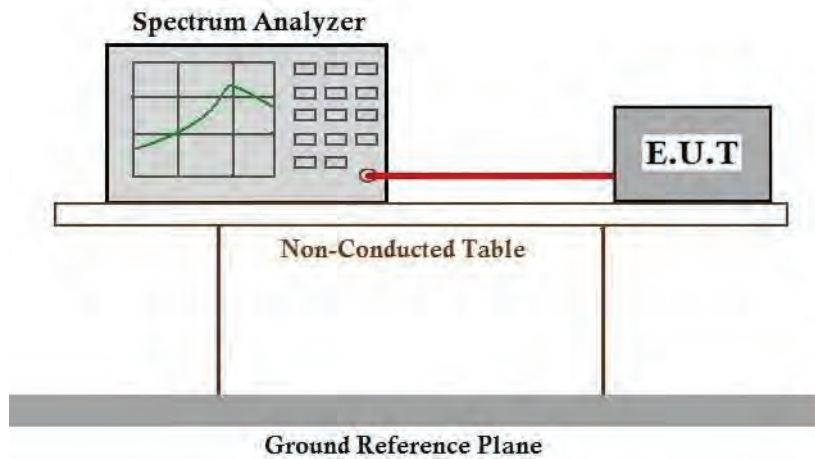 Spectrum Analyzer
E.U.T
Non-Conducted Table
Ground Reference Plane